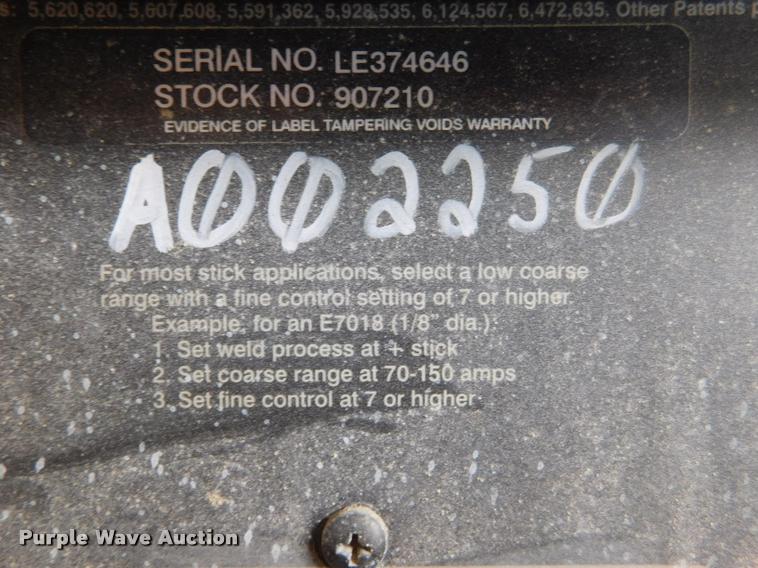 s: 5,620,620, 5,607,608, 5,591,362, 5,928,535, 6,124,567, 6,472,635. Other Patents p
SERIAL NO. LE374646
STOCK NO. 907210
EVIDENCE OF LABEL TAMPERING VOIDS WARRANTY
A002250
For most stick applications, select a low coarse
range with a fine control setting of 7 or higher.
Example, for an E7018 (1/8" dia.):
1. Set weld process at + stick
2. Set coarse range at 70-150 amps
3. Set fine control at 7 or higher
Purple Wave Auction